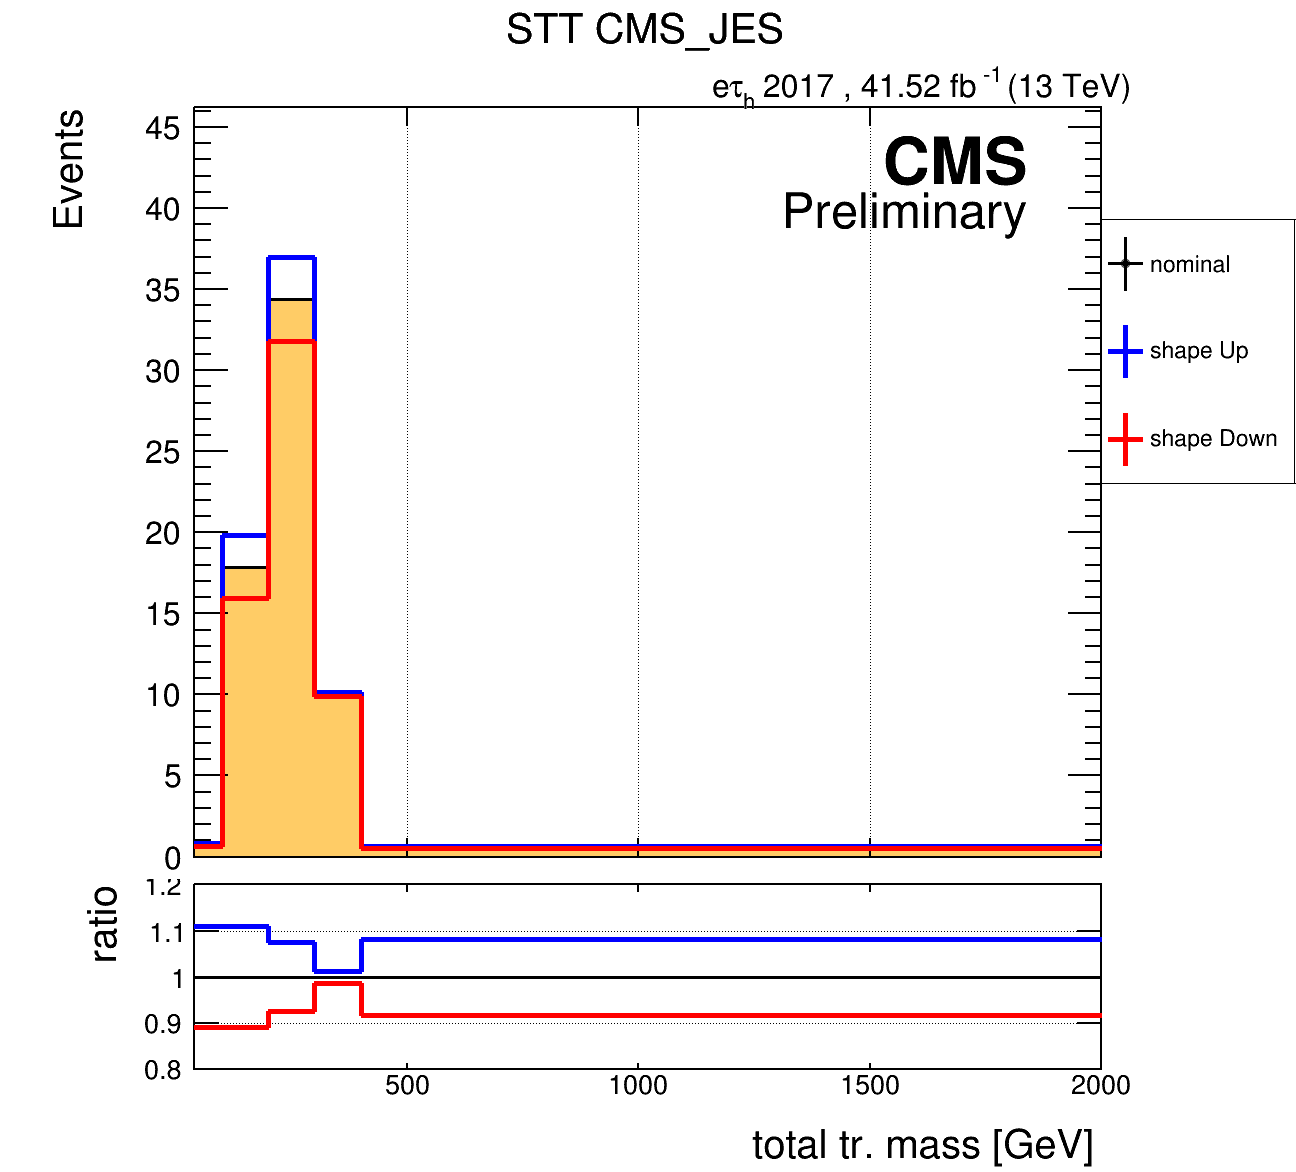 STT CMS_JES
eτh 2017 , 41.52 fb -1 (13 TeV)
Events
45
40
35
30
25
20
15
10
5
0
CMS
Preliminary
nominal
shape Up
shape Down
ratio
1.2
1.1
1
0.9
0.8
500
1000
1500
2000
total tr. mass [GeV]